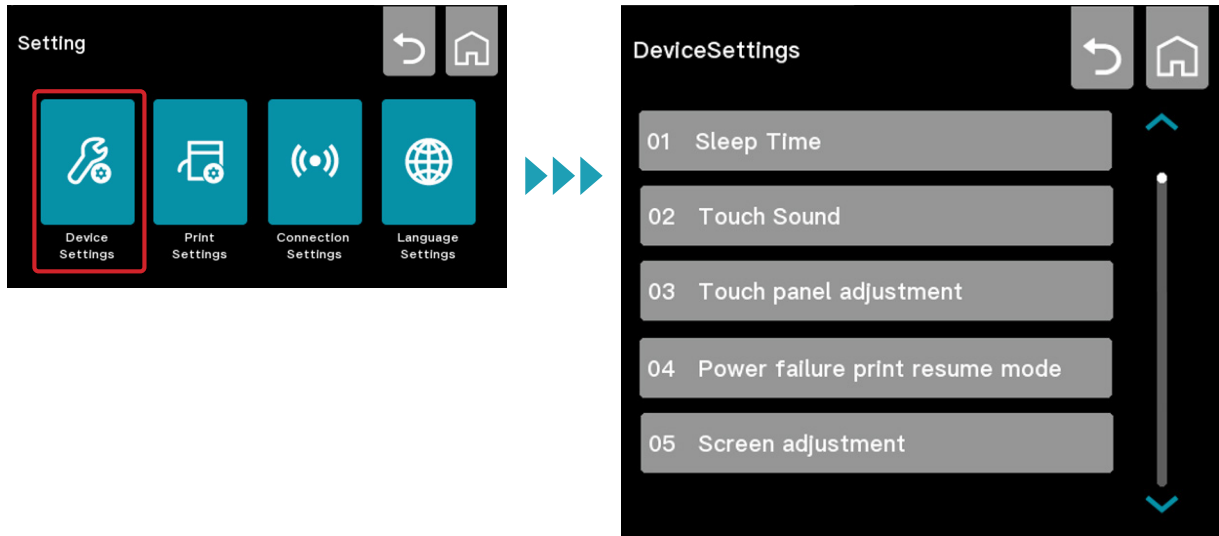 Setting
Device
Settings
Print
Settings
Connection
Settings
Language
Settings
DeviceSettings
01 Sleep Time
02 Touch Sound
03 Touch panel adjustment
04 Power failure print resume mode
05 Screen adjustment